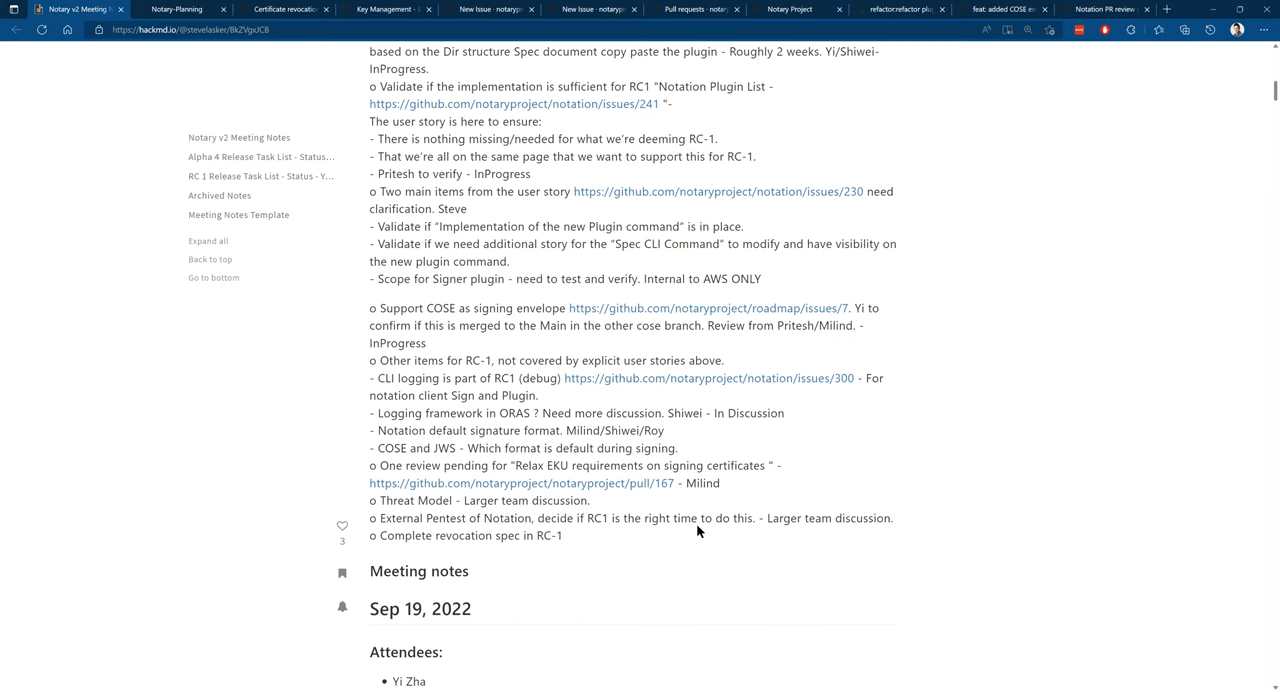 Notary v2 Meeting N
Notary-Planning
Certificate revocatio
Key Management - P
New Issue · notarypr
New Issue · notarypr
Pull requests · notary
Notary Project
refactor:refactor plug
feat: added COSE en
Notation PR review a
https://hackmd.io/@stevelasker/BkZVgxJCB
Notary v2 Meeting Notes
Alpha 4 Release Task List - Status...
RC 1 Release Task List - Status - Y...
Archived Notes
Meeting Notes Template
Expand all
Back to top
Go to bottom
based on the Dir structure Spec document copy paste the plugin - Roughly 2 weeks. Yi/Shiwei-
InProgress.
o Validate if the implementation is sufficient for RC1 "Notation Plugin List -
https://github.com/notaryproject/notation/issues/241 "-
The user story is here to ensure:
- There is nothing missing/needed for what we're deeming RC-1.
- That we're all on the same page that we want to support this for RC-1.
- Pritesh to verify - InProgress
o Two main items from the user story https://github.com/notaryproject/notation/issues/230 need
clarification. Steve
- Validate if “Implementation of the new Plugin command” is in place.
- Validate if we need additional story for the “Spec CLI Command” to modify and have visibility on
the new plugin command.
- Scope for Signer plugin - need to test and verify. Internal to AWS ONLY
o Support COSE as signing envelope https://github.com/notaryproject/roadmap/issues/7. Yi to
confirm if this is merged to the Main in the other cose branch. Review from Pritesh/Milind. -
InProgress
o Other items for RC-1, not covered by explicit user stories above.
- CLI logging is part of RC1 (debug) https://github.com/notaryproject/notation/issues/300 - For
notation client Sign and Plugin.
- Logging framework in ORAS ? Need more discussion. Shiwei - In Discussion
- Notation default signature format. Milind/Shiwei/Roy
- COSE and JWS - Which format is default during signing.
o One review pending for "Relax EKU requirements on signing certificates " -
https://github.com/notaryproject/notaryproject/pull/167 - Milind
o Threat Model - Larger team discussion.
o External Pentest of Notation, decide if RC1 is the right time to do this. - Larger team discussion.
o Complete revocation spec in RC-1
3
Meeting notes
Sep 19, 2022
Attendees:
• Yi Zha